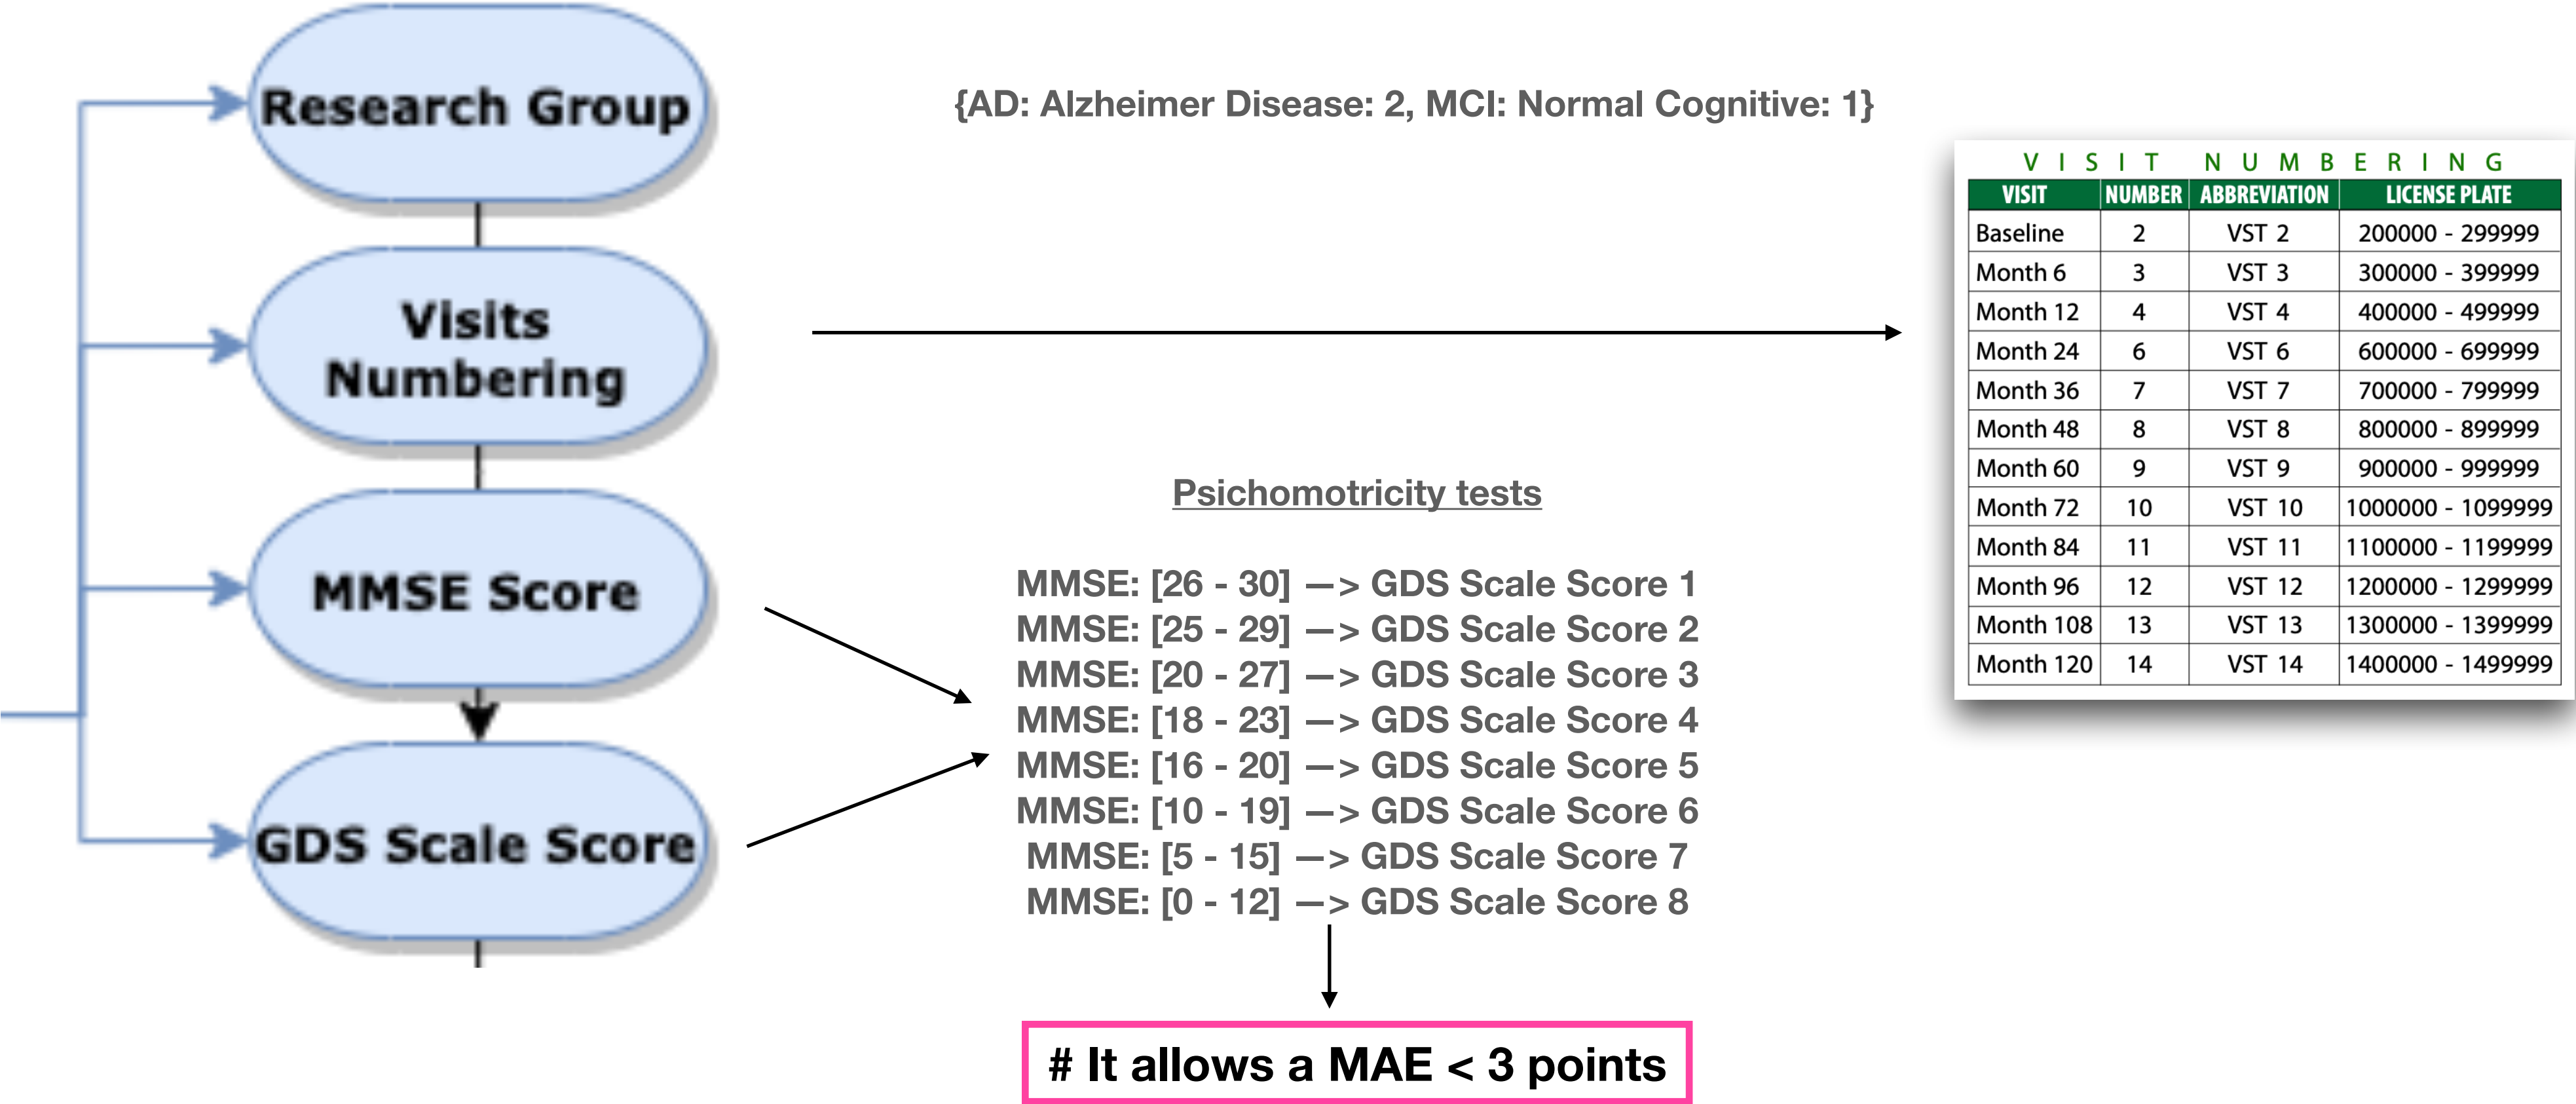 Research Group
Visits
Numbering
MMSE Score
GDS Scale Score
{AD: Alzheimer Disease: 2, MCI: Normal Cognitive: 1}
Psichomotricity tests
MMSE: [26 - 30] —> GDS Scale Score 1
MMSE: [25 - 29] —> GDS Scale Score 2
MMSE: [20 - 27] —> GDS Scale Score 3
MMSE: [18 - 23] —> GDS Scale Score 4
MMSE: [16 - 20] —> GDS Scale Score 5
MMSE: [10 - 19] —> GDS Scale Score 6
MMSE: [5 - 15] —> GDS Scale Score 7
MMSE: [0 - 12] —> GDS Scale Score 8
# It allows a MAE < 3 points
VISIT NUMBERING
VISIT NUMBER ABBREVIATION LICENSE PLATE
Baseline 2 VST 2 200000 - 299999
Month 6 3 VST 3 300000 - 399999
Month 12 4 VST 4 400000 - 499999
Month 24 6 VST 6 600000 - 699999
Month 36 7 VST 7 700000 - 799999
Month 48 8 VST 8 800000 - 899999
Month 60 9 VST 9 900000 - 999999
Month 72 10 VST 10 1000000 - 1099999
Month 84 11 VST 11 1100000 - 1199999
Month 96 12 VST 12 1200000 - 1299999
Month 108 13 VST 13 1300000 - 1399999
Month 120 14 VST 14 1400000 - 1499999